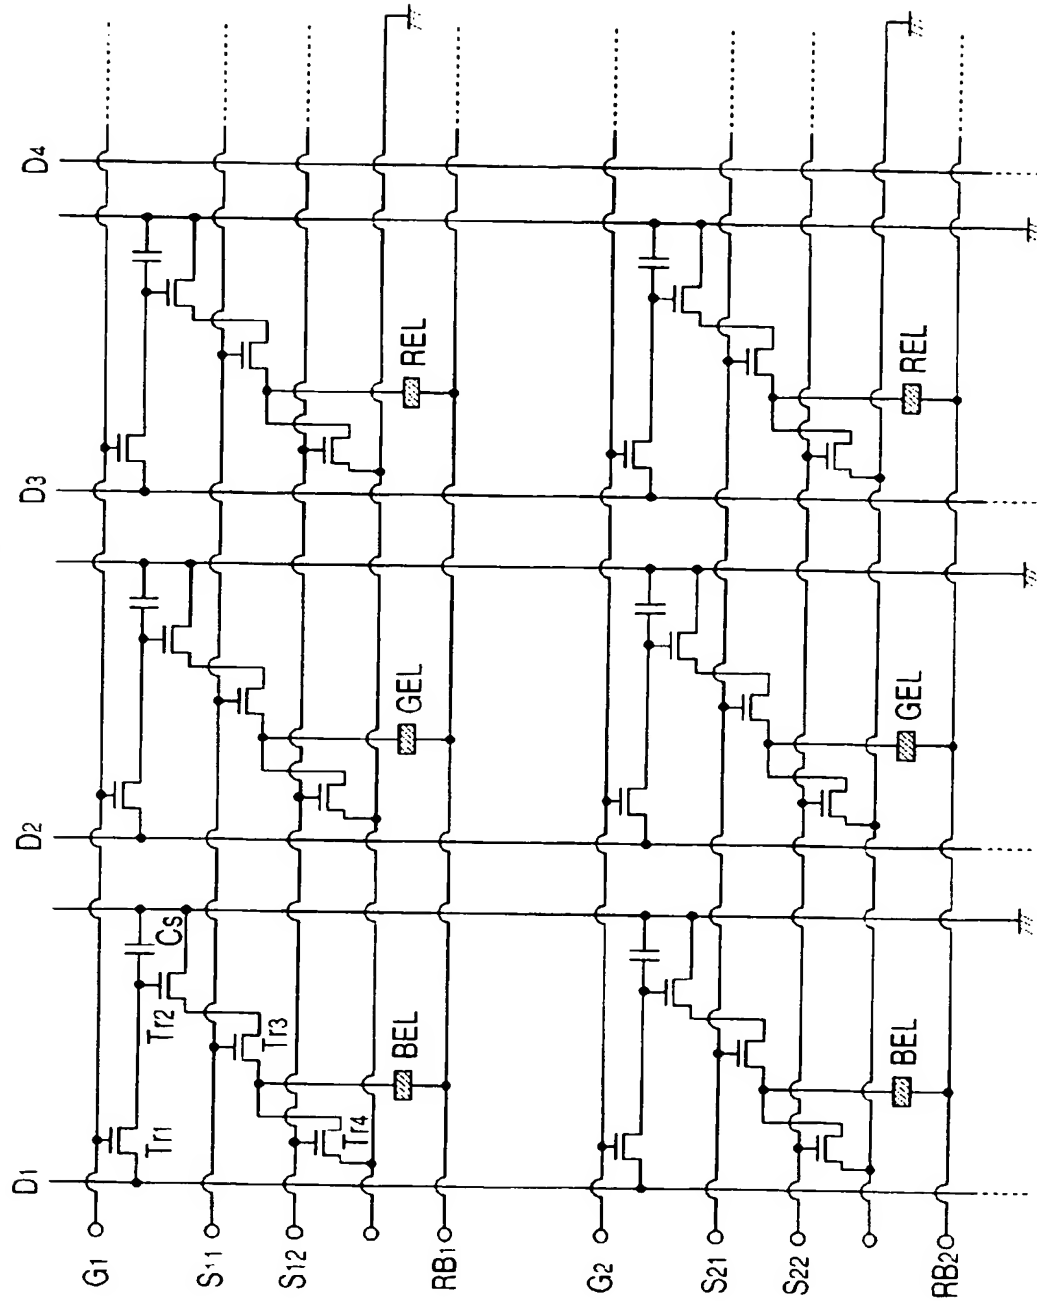 D1
D2
D3
D4
G1
Tr1
Tr2
Cs
S11
Tr3
S12
Tr4
BEL
GEL
REL
RB1
G2
S21
S22
BEL
GEL
REL
RB2